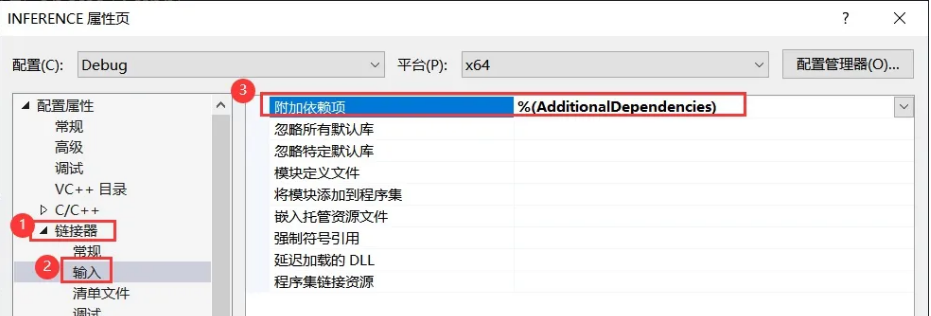 INFERENCE 属性页
?
配置(C): Debug 平台(P): x64 配置管理器(O)...
配置属性
常规
高级
调试
VC++ 目录
C/C++
1 链接器
常规
2 输入
清单文件
调试
3 附加依赖项 %(AdditionalDependencies)
忽略所有默认库
忽略特定默认库
模块定义文件
将模块添加到程序集
嵌入托管资源文件
强制符号引用
延迟加载的 DLL
程序集链接资源